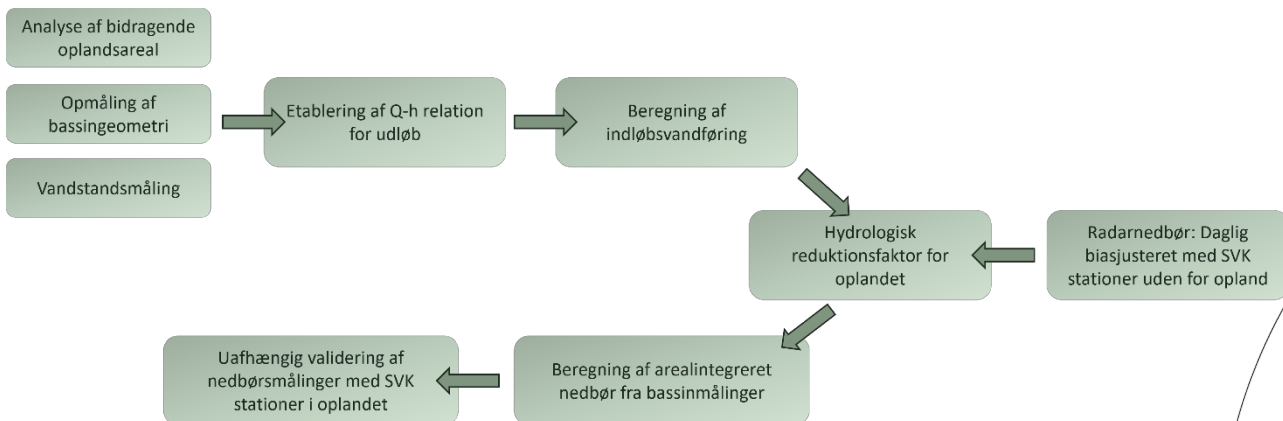 Analyse af bidragende
oplandsareal
Opmåling af
bassingeometri
Vandstandsmåling
Etablering af Q-h relation
for udløb
Beregning af
indløbsvandføring
Hydrologisk
reduktionsfaktor for
oplandet
Radarnedbør: Daglig
biasjusteret med SVK
stationer uden for opland
Beregning af arealintegreret
nedbør fra bassinmålinger
Uafhængig validering af
nedbørsmålinger med SVK
stationer i oplandet